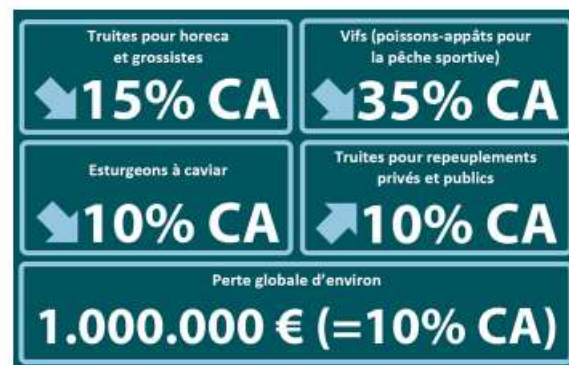 Truites pour horeca
et grossistes
15% CA
Vifs (poissons-appâts pour
la pêche sportive)
35% CA
Esturgeons à caviar
10% CA
Truites pour repeuplements
privés et publics
10% CA
Perte globale d’environ
1.000.000 € (=10% CA)